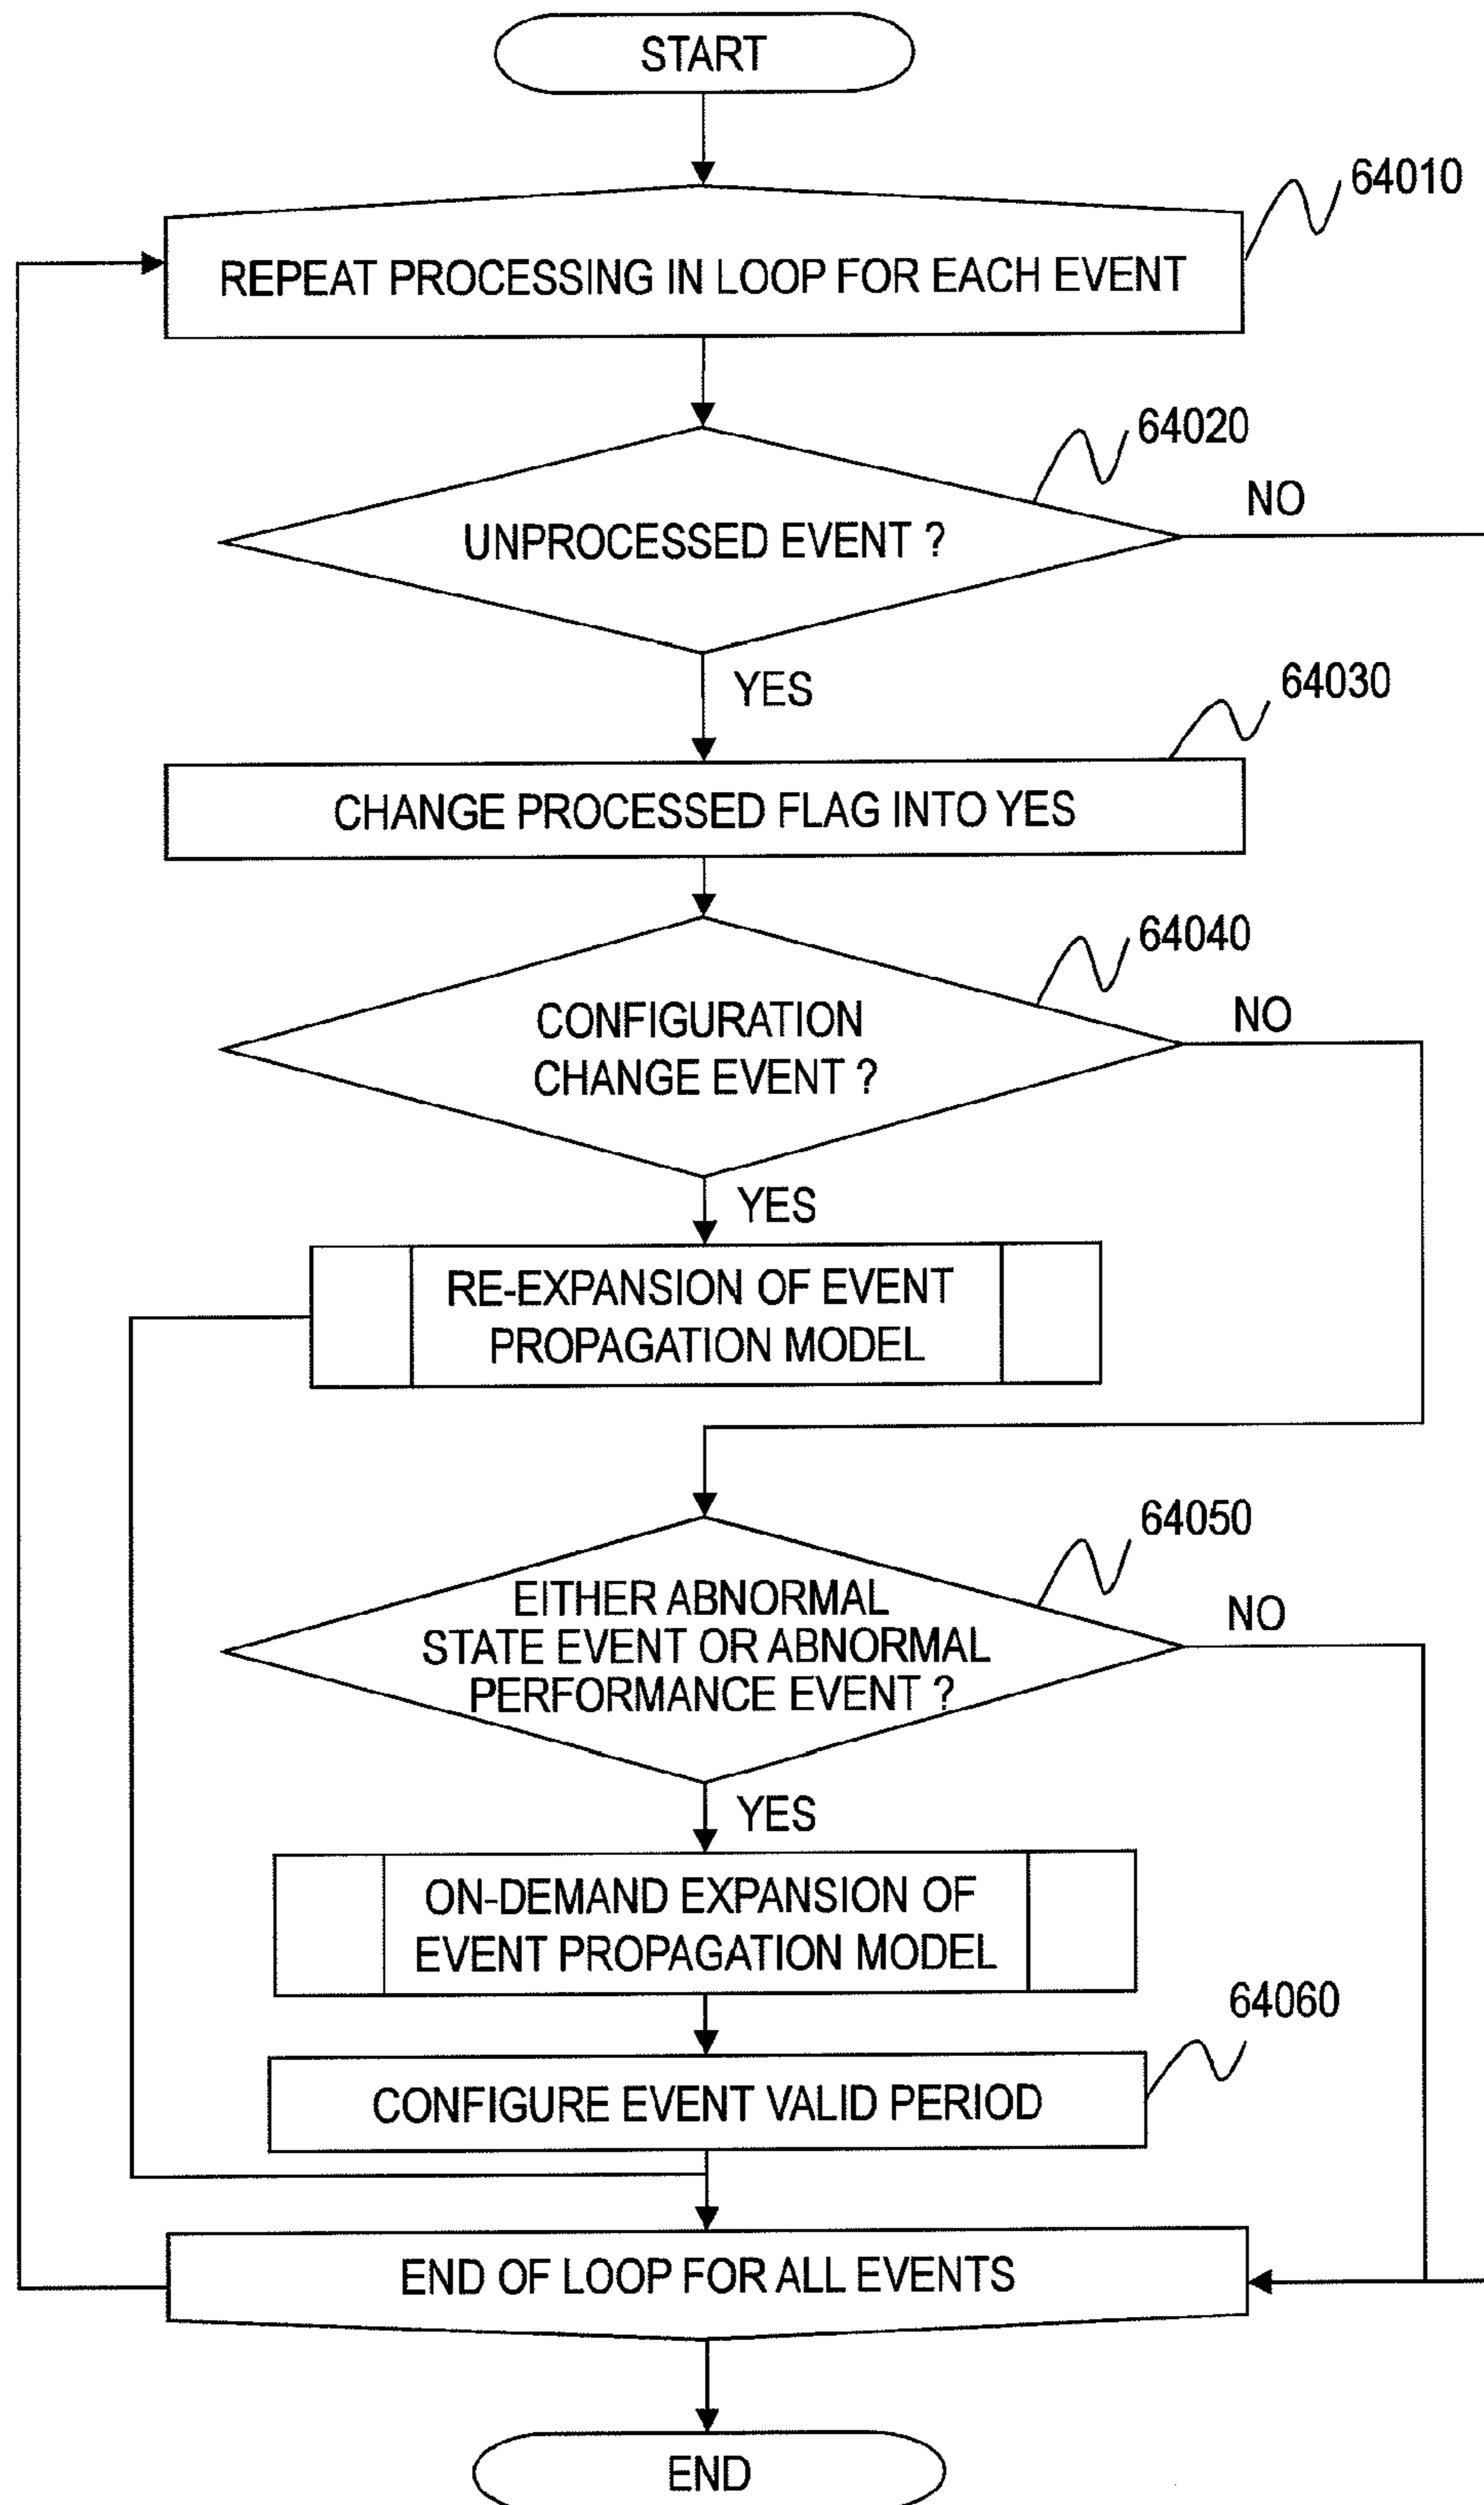 START
64010
REPEAT PROCESSING IN LOOP FOR EACH EVENT
64020
UNPROCESSED EVENT ?
NO
YES
64030
CHANGE PROCESSED FLAG INTO YES
64040
CONFIGURATION
CHANGE EVENT ?
NO
YES
RE-EXPANSION OF EVENT
PROPAGATION MODEL
64050
EITHER ABNORMAL
STATE EVENT OR ABNORMAL
PERFORMANCE EVENT ?
NO
YES
ON-DEMAND EXPANSION OF
EVENT PROPAGATION MODEL
64060
CONFIGURE EVENT VALID PERIOD
END OF LOOP FOR ALL EVENTS
END